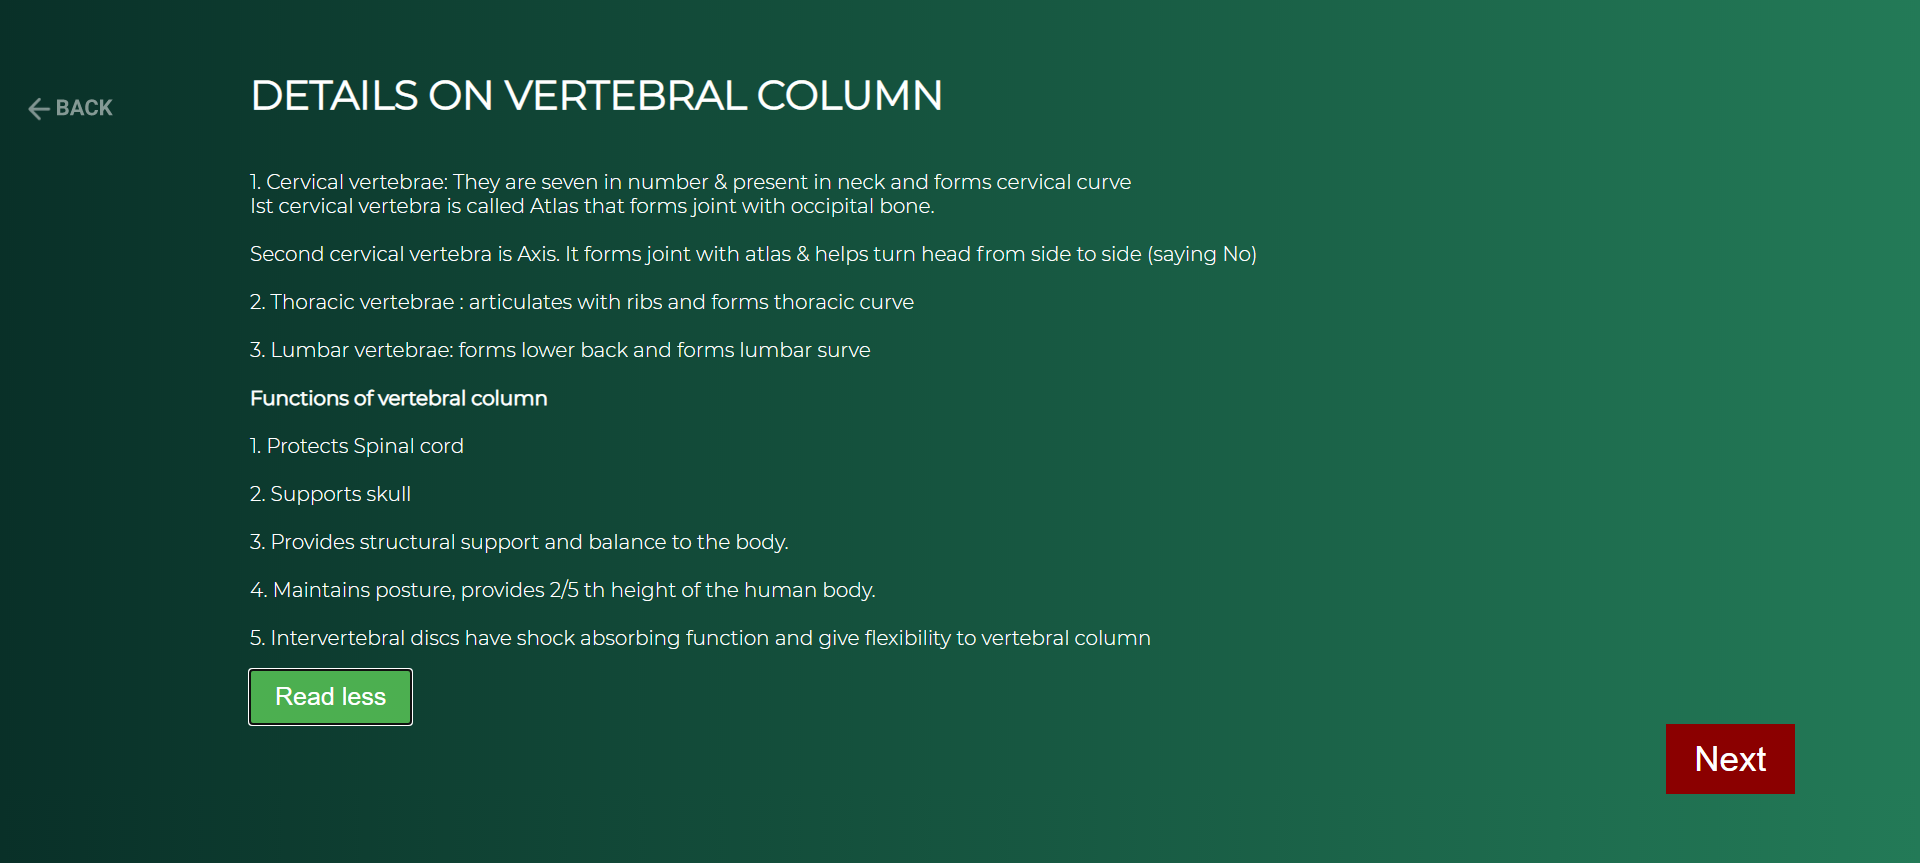 BACK
DETAILS ON VERTEBRAL COLUMN
1. Cervical vertebrae: They are seven in number & present in neck and forms cervical curve
Ist cervical vertebra is called Atlas that forms joint with occipital bone.
Second cervical vertebra is Axis. It forms joint with atlas & helps turn head from side to side (saying No)
2. Thoracic vertebrae : articulates with ribs and forms thoracic curve
3. Lumbar vertebrae: forms lower back and forms lumbar surve
Functions of vertebral column
1. Protects Spinal cord
2. Supports skull
3. Provides structural support and balance to the body.
4. Maintains posture, provides 2/5 th height of the human body.
5. Intervertebral discs have shock absorbing function and give flexibility to vertebral column
Read less
Next